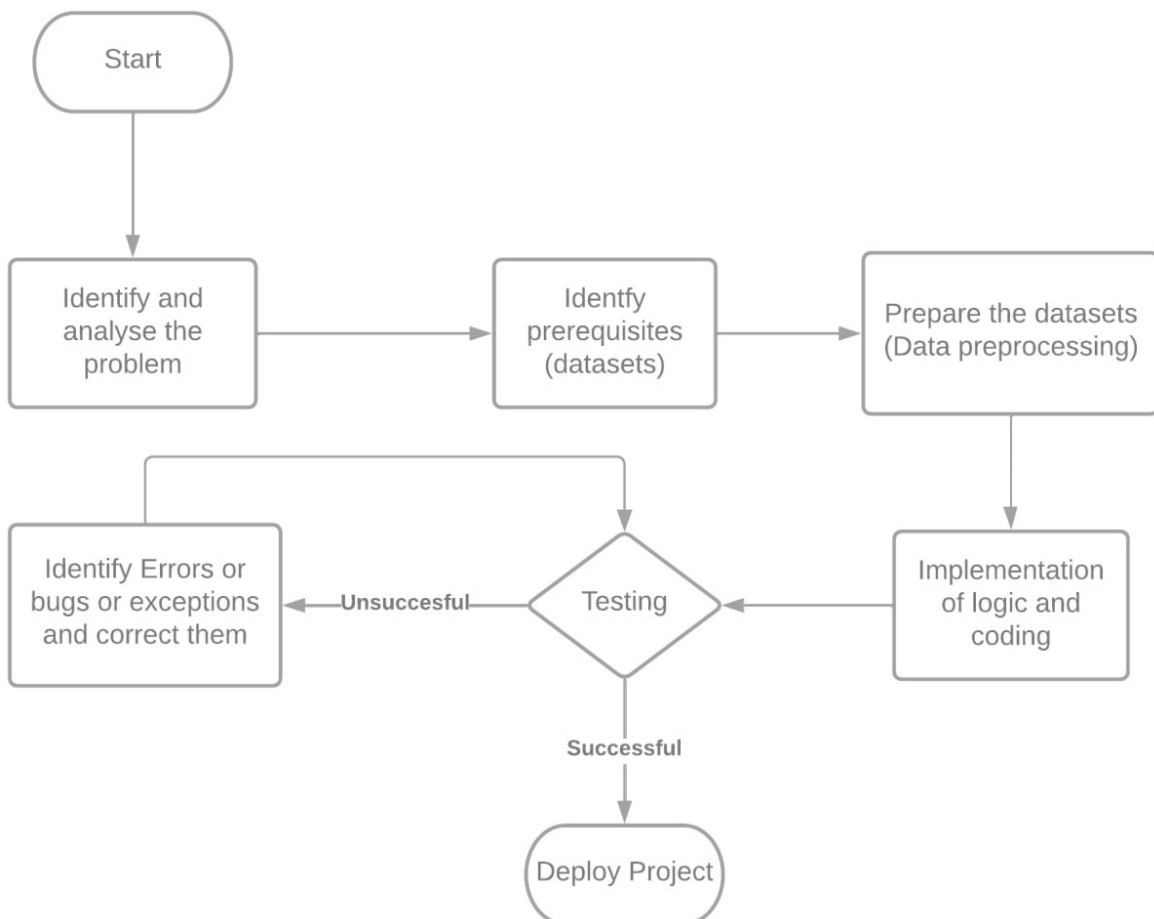 Start
Identify and
analyse the
problem
Identfy
prerequisites
(datasets)
Prepare the datasets
(Data preprocessing)
Implementation
of logic and
coding
Testing
Unsuccesful
Identify Errors or
bugs or exceptions
and correct them
Successful
Deploy Project